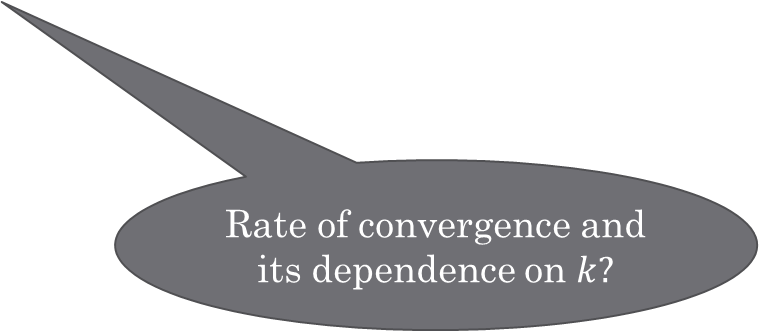 Rate of convergence and
its dependence on k?